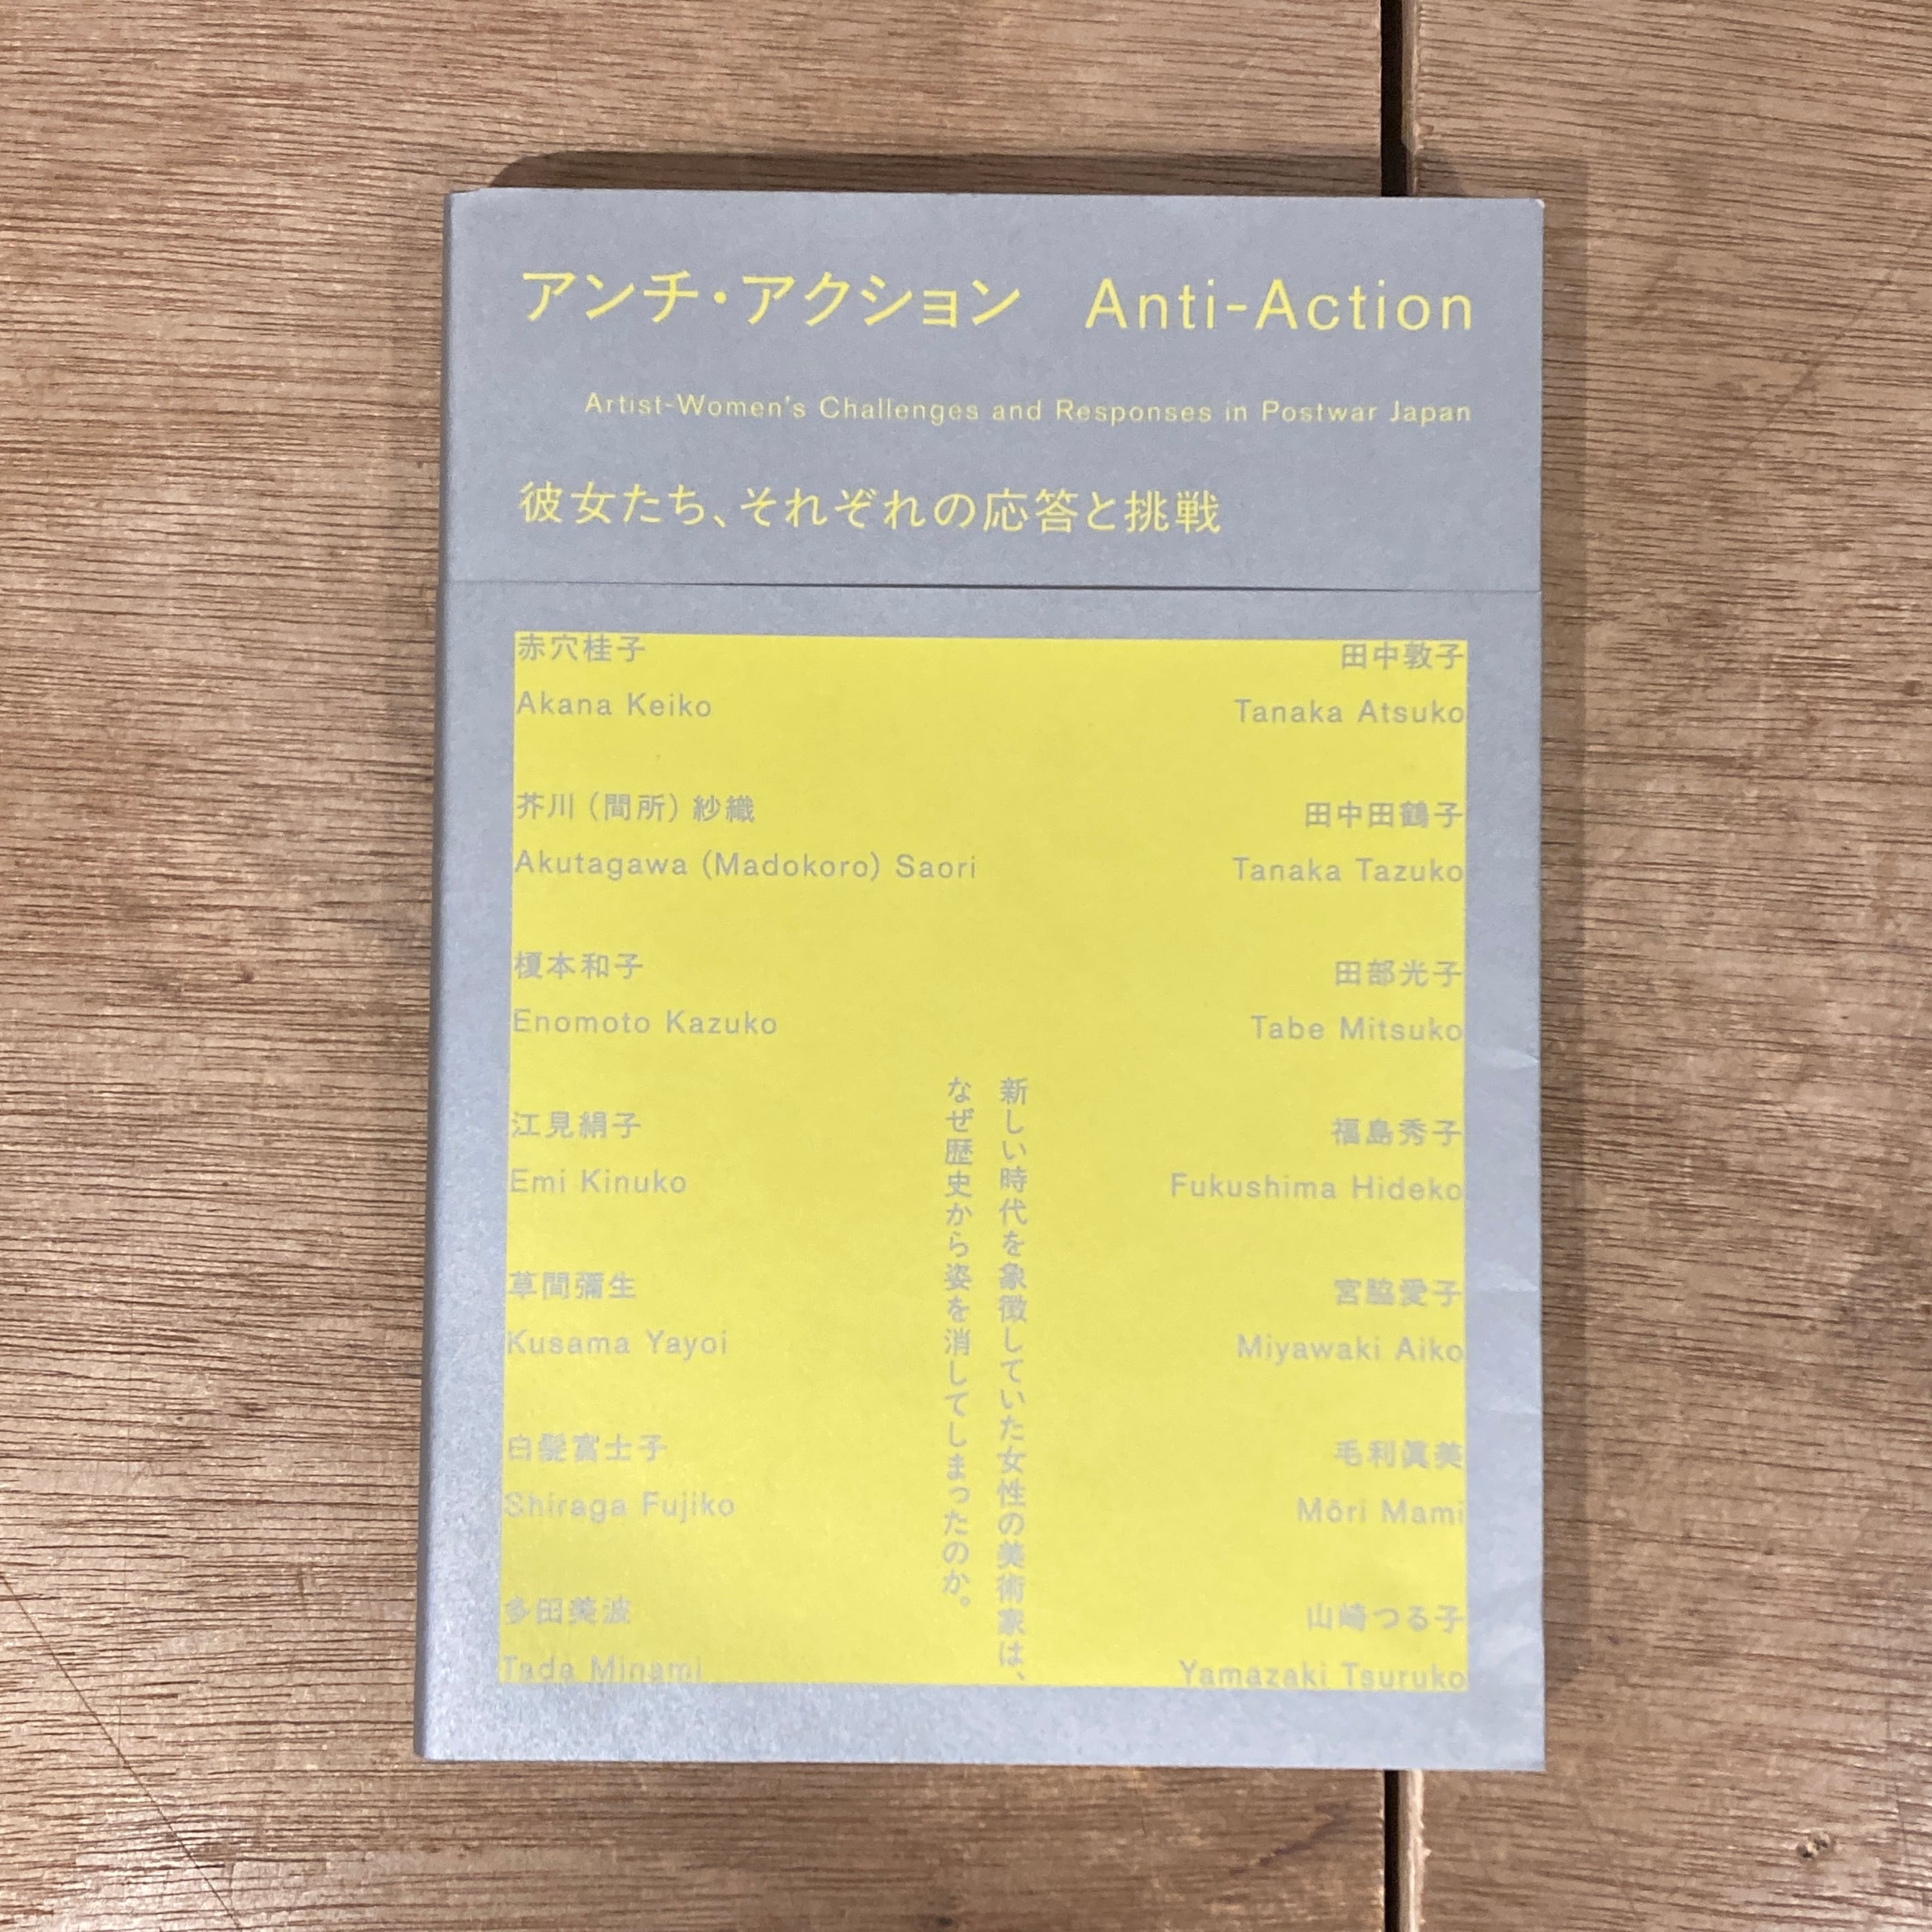 アンチ・アクション Anti-Action
Artist-Women's Challenges and Responses in Postwar Japan
彼女たち、それぞれの応答と挑戦
赤穴桂子
Akana Keiko
芥川（間所）紗織
Akutagawa (Madokoro) Saori
榎本和子
Enomoto Kazuko
江見絹子
Emi Kinuko
草間彌生
Kusama Yayoi
白髪富士子
Shiraga Fujiko
多田美波
Tada Minami
新しい時代を象徴していた女性の美術家は、
なぜ歴史から姿を消してしまったのか。
田中敦子
Tanaka Atsuko
田中田鶴子
Tanaka Tazuko
田部光子
Tabe Mitsuko
福島秀子
Fukushima Hideko
宮脇愛子
Miyawaki Aiko
毛利眞美
Mōri Mami
山崎つる子
Yamazaki Tsuruko